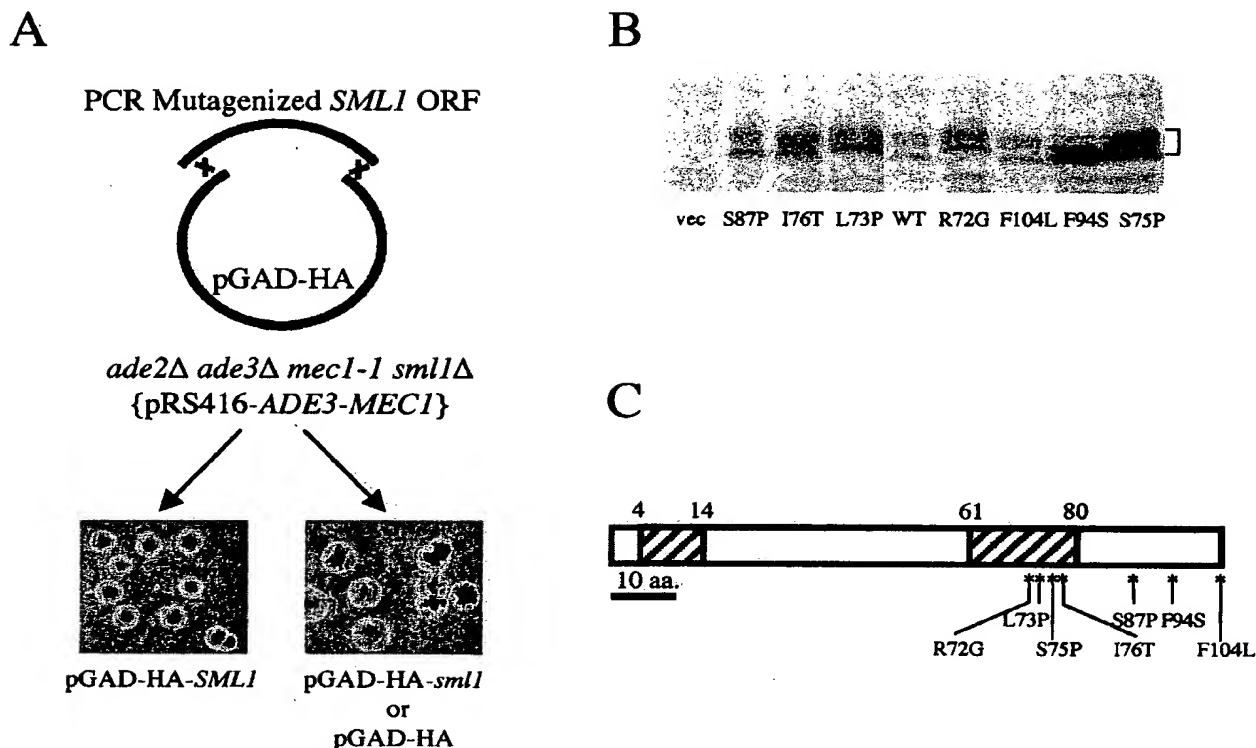 A
PCR Mutagenized SML1 ORF
pGAD-HA
ade2Δ ade3Δ mec1-1 sml1Δ
{pRS416-ADE3-MEC1}
pGAD-HA-SML1
pGAD-HA-sml1
or
pGAD-HA
B
vec S87P I76T L73P WT R72G F104L F94S S75P
C
4 14 61 80
10 aa.
* * * * * * *
L73P S87P F94S
R72G S75P I76T F104L